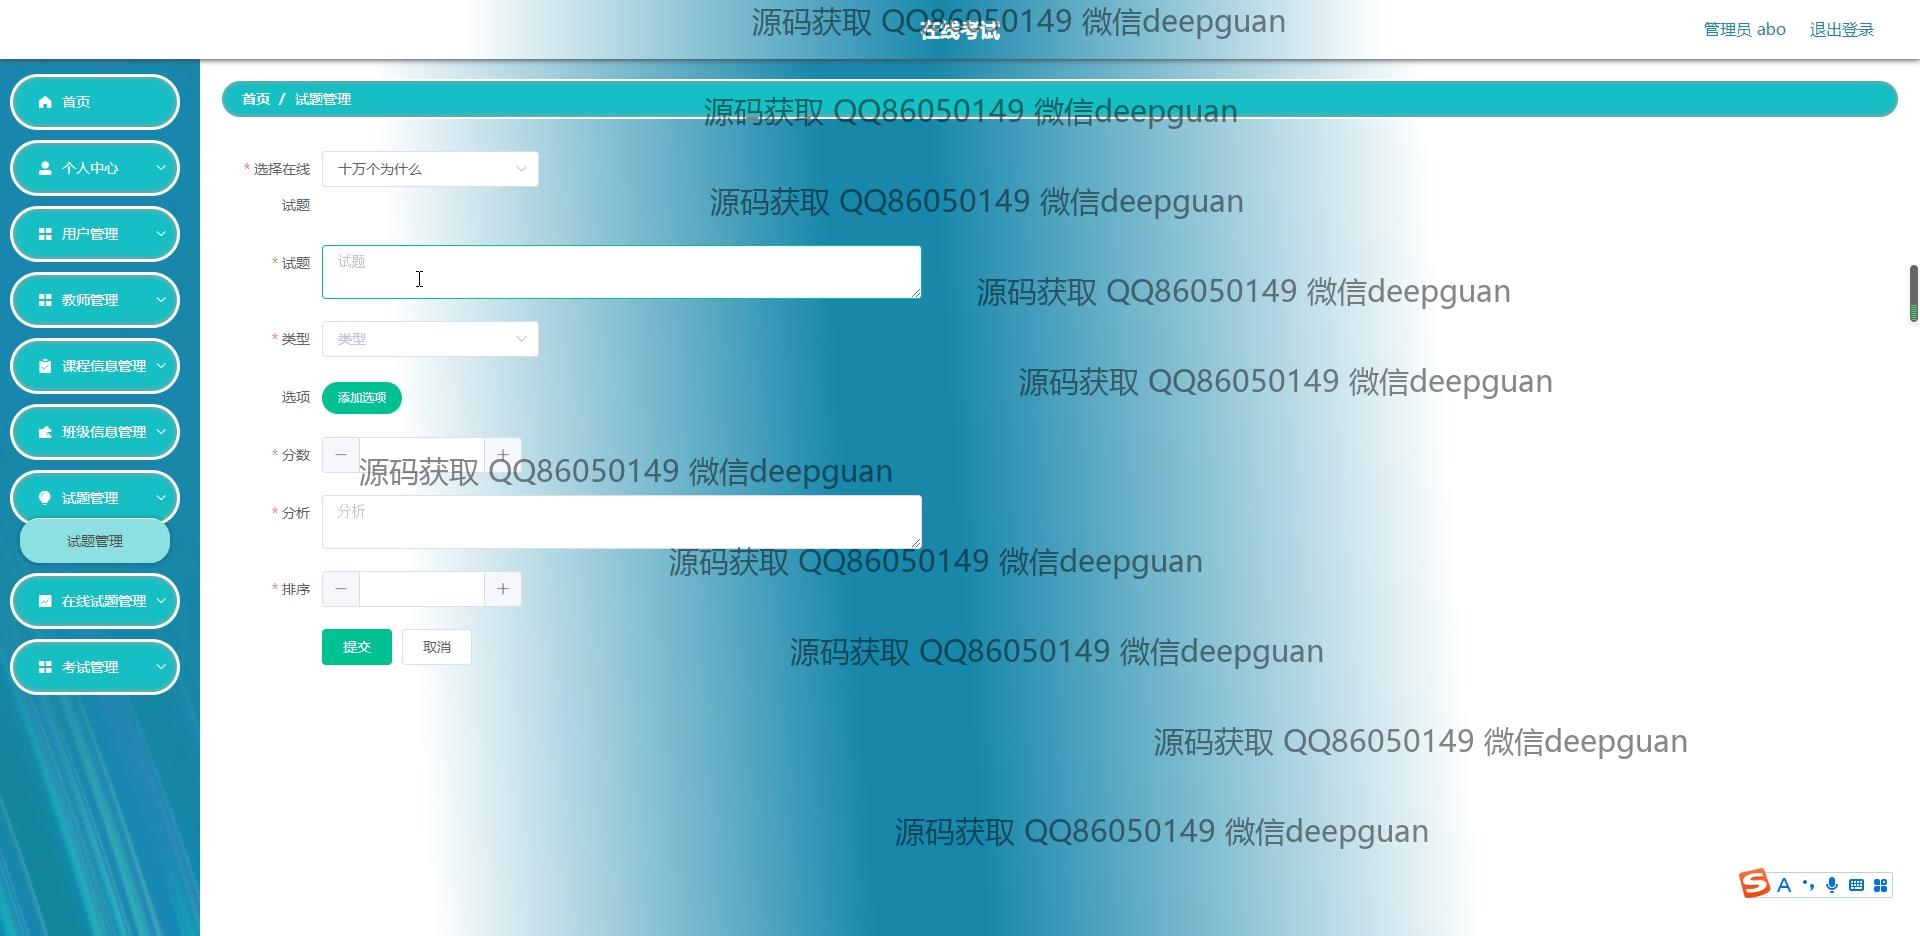 源码获取 QQ86050149 微信deepguan
在线考试
管理员 abo
退出登录
首页
个人中心
用户管理
教师管理
课程信息管理
班级信息管理
试题管理
试题管理
在线试题管理
考试管理
首页 / 试题管理
源码获取 QQ86050149 微信deepguan
* 选择在线
试题
十万个为什么
源码获取 QQ86050149 微信deepguan
* 试题
试题
源码获取 QQ86050149 微信deepguan
* 类型
类型
源码获取 QQ86050149 微信deepguan
选项
添加选项
* 分数
源码获取 QQ86050149 微信deepguan
* 分析
分析
源码获取 QQ86050149 微信deepguan
* 排序
提交
取消
源码获取 QQ86050149 微信deepguan
源码获取 QQ86050149 微信deepguan
源码获取 QQ86050149 微信deepguan
S A